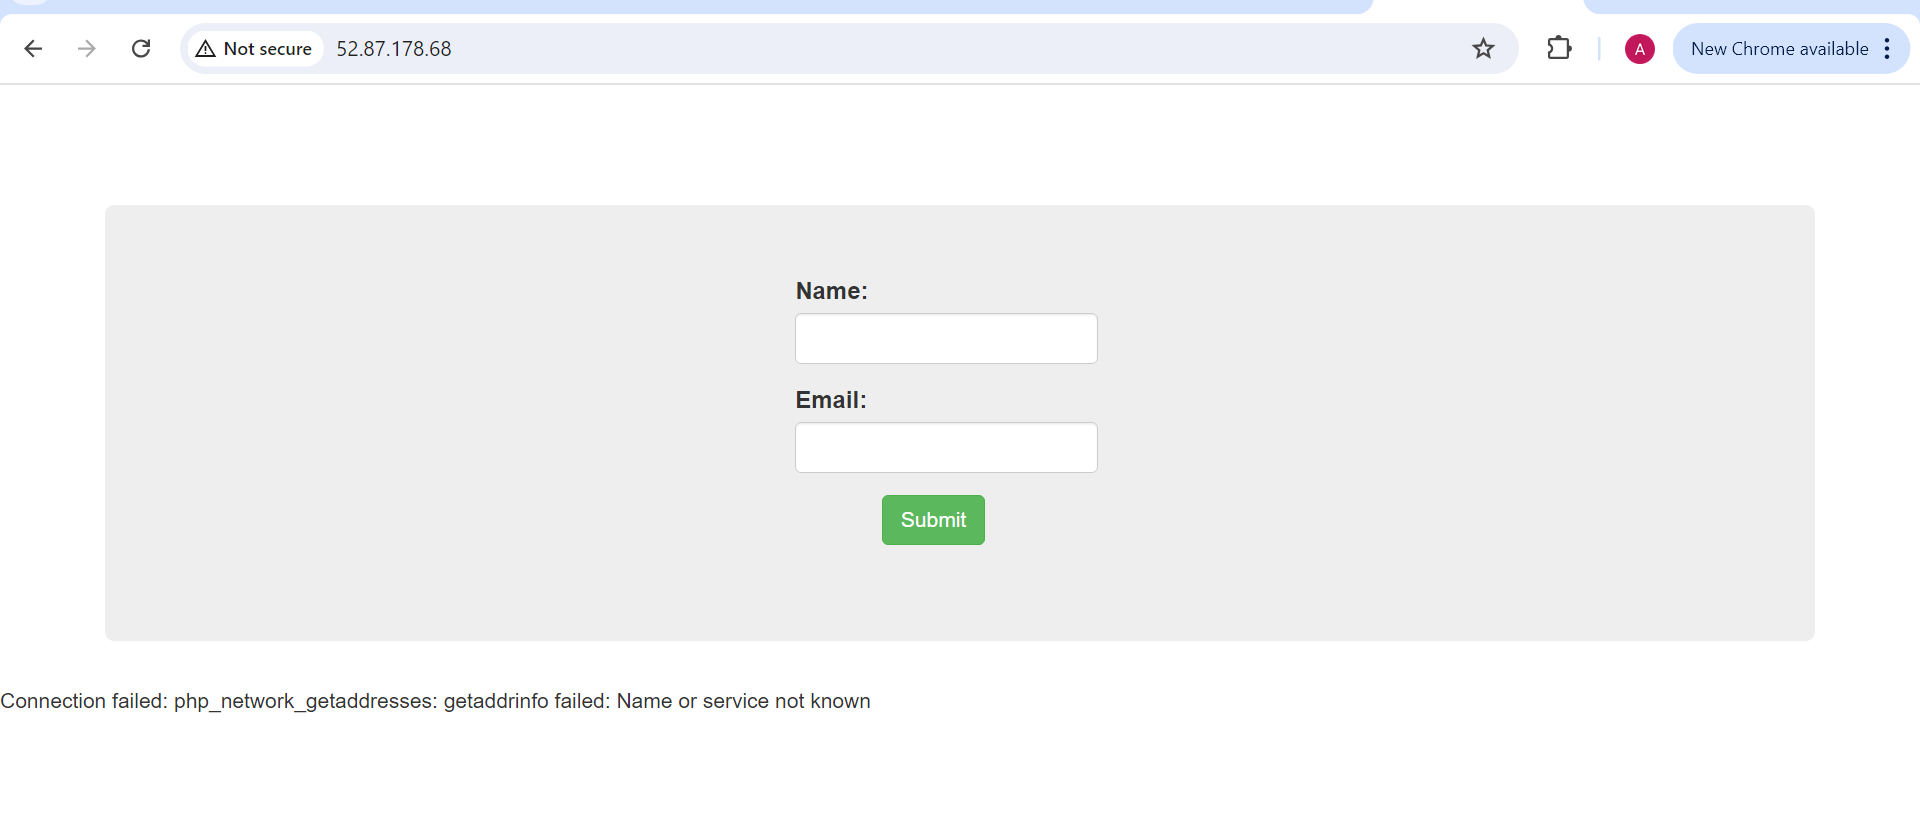 Not secure 52.87.178.68 A New Chrome available
Name:
Email:
Submit
Connection failed: php_network_getaddresses: getaddrinfo failed: Name or service not known